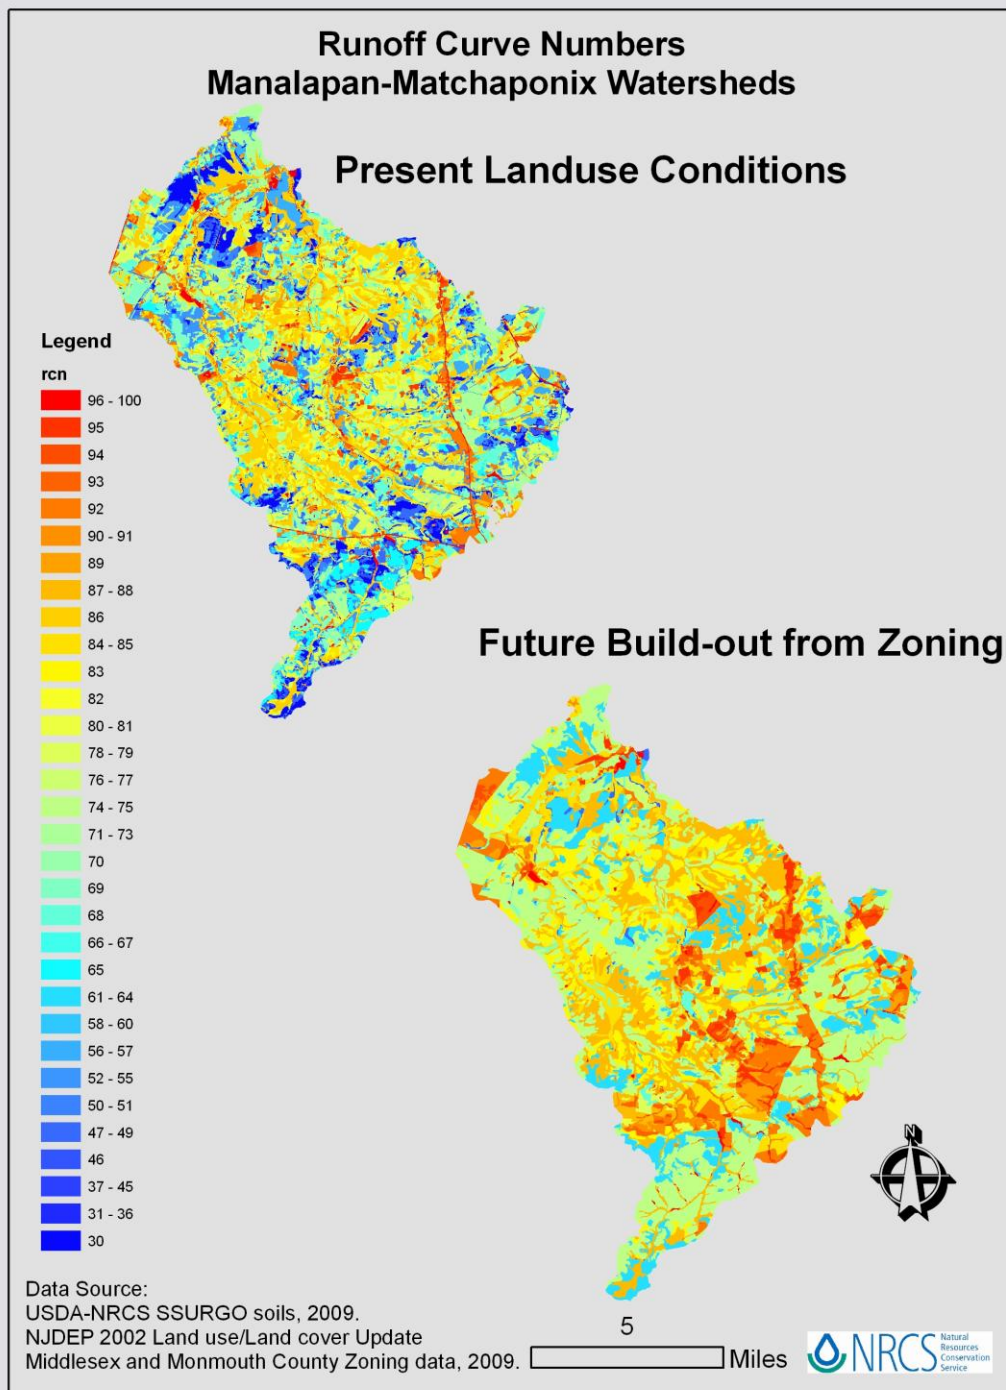 Runoff Curve Numbers
Manalapan-Matchaponix Watersheds
Present Landuse Conditions
Legend
rcn
96 - 100
95
94
93
92
90 - 91
89
87 - 88
86
84 - 85
83
82
80 - 81
78 - 79
76 - 77
74 - 75
71 - 73
70
69
68
66 - 67
65
61 - 64
58 - 60
56 - 57
52 - 55
50 - 51
47 - 49
46
37 - 45
31 - 36
30
Future Build-out from Zoning
N
Data Source:
USDA-NRCS SSURGO soils, 2009.
NJDEP 2002 Land use/Land cover Update
Middlesex and Monmouth County Zoning data, 2009.
5
Miles
NRCS
Natural
Resources
Conservation
Service